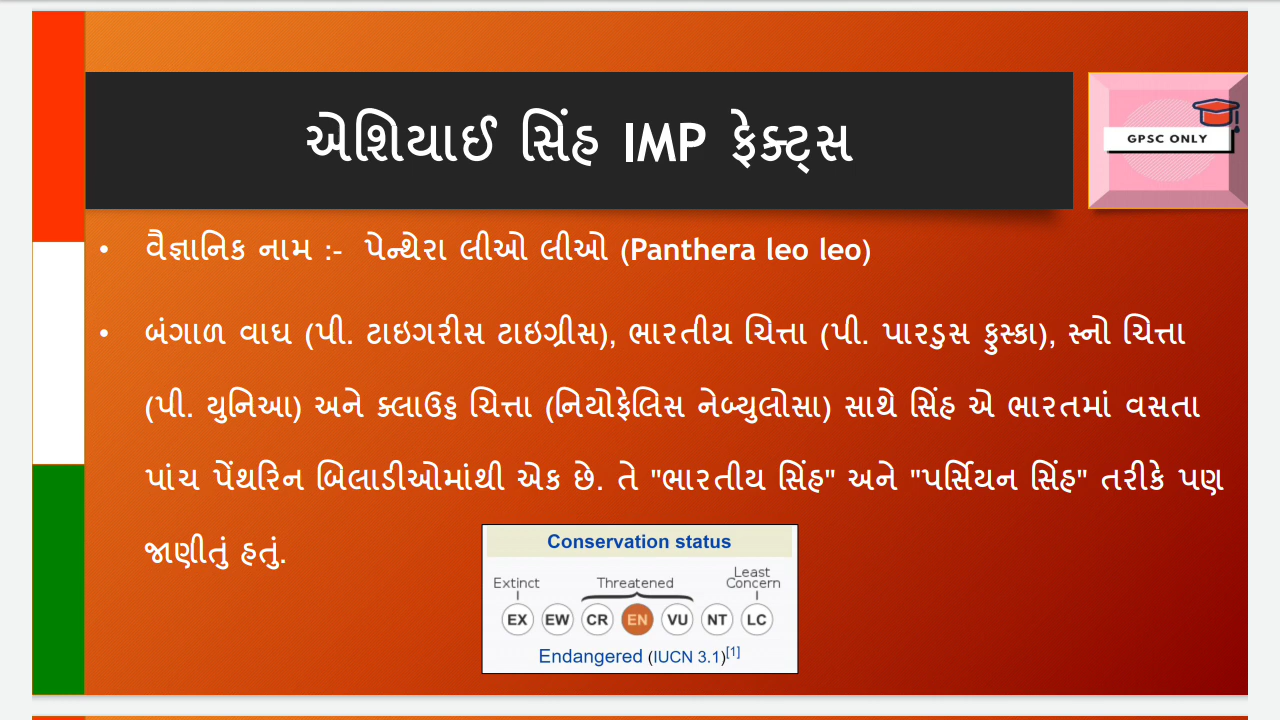 એશિયાઈ સિંહ IMP ફેક્ટ્સ
GPSC ONLY
• વૈજ્ઞાનિક નામ :- પેન્થેરા લીઓ લીઓ (Panthera leo leo)
• બંગાળ વાઘ (પી. ટાઇગરીસ ટાઇગ્રીસ), ભારતીય ચિત્તા (પી. પારડુસ ફુસ્કા), સ્નો ચિત્તા
(પી. યુનિઆ) અને ક્લાઉડ્ડ ચિત્તા (નિયોફેલિસ નેબ્યુલોસા) સાથે સિંહ એ ભારતમાં વસતા
પાંચ પેંથરિન બિલાડીઓમાંથી એક છે. તે "ભારતીય સિંહ" અને "પર્સિયન સિંહ" તરીકે પણ
જાણીતું હતું.
Conservation status
Extinct Threatened Least Concern
EX EW CR EN VU NT LC
Endangered (IUCN 3.1)[1]